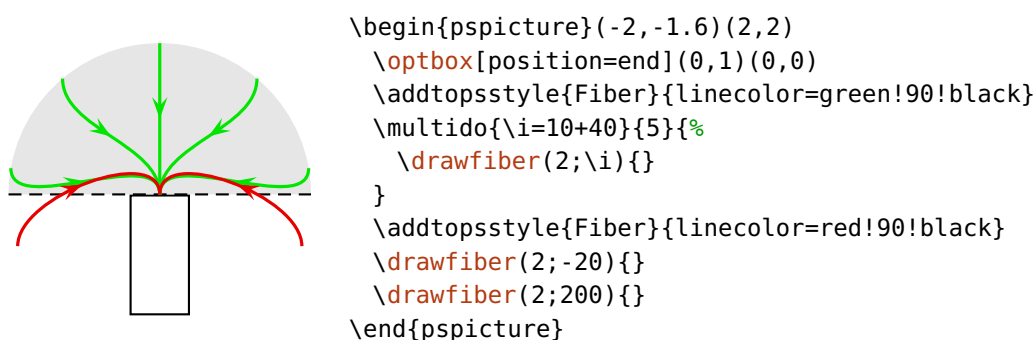 \begin{pspicture}(-2,-1.6)(2,2)
  \optbox[position=end](0,1)(0,0)
  \addtopsstyle{Fiber}{linecolor=green!90!black}
  \multido{\i=10+40}{5}{%
    \drawfiber(2;\i){}
  }
  \addtopsstyle{Fiber}{linecolor=red!90!black}
  \drawfiber(2;-20){}
  \drawfiber(2;200){}
\end{pspicture}